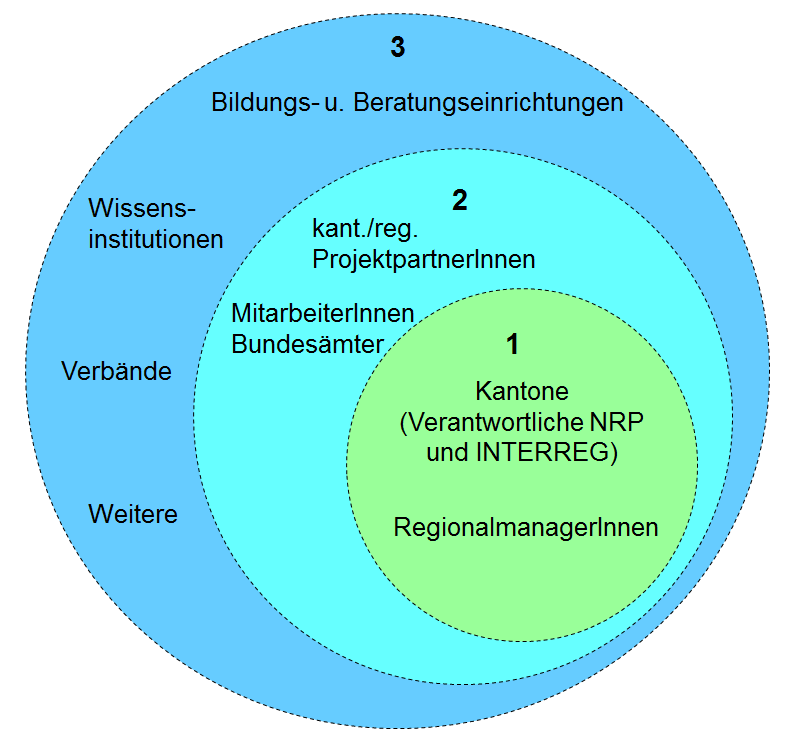 3
Bildungs- u. Beratungseinrichtungen
Wissens-
institutionen
Verbände
Weitere
2
kant./reg.
ProjektpartnerInnen
MitarbeiterInnen
Bundesämter
1
Kantone
(Verantwortliche NRP
und INTERREG)
RegionalmanagerInnen